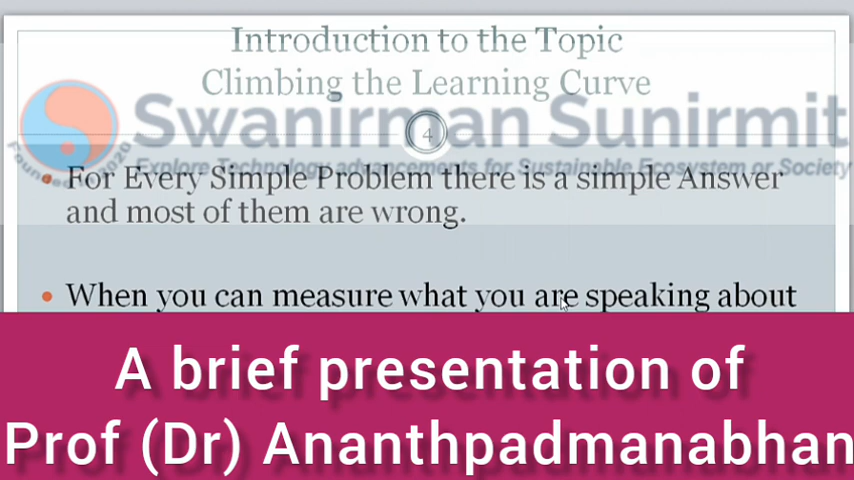 Introduction to the Topic
Climbing the Learning Curve
4
Swanirman Sunirmit
Explore Technology advancements for Sustainable Ecosystem or Society
Founded 2020
• For Every Simple Problem there is a simple Answer
and most of them are wrong.
• When you can measure what you are speaking about
A brief presentation of
Prof (Dr) Ananthpadmanabhan